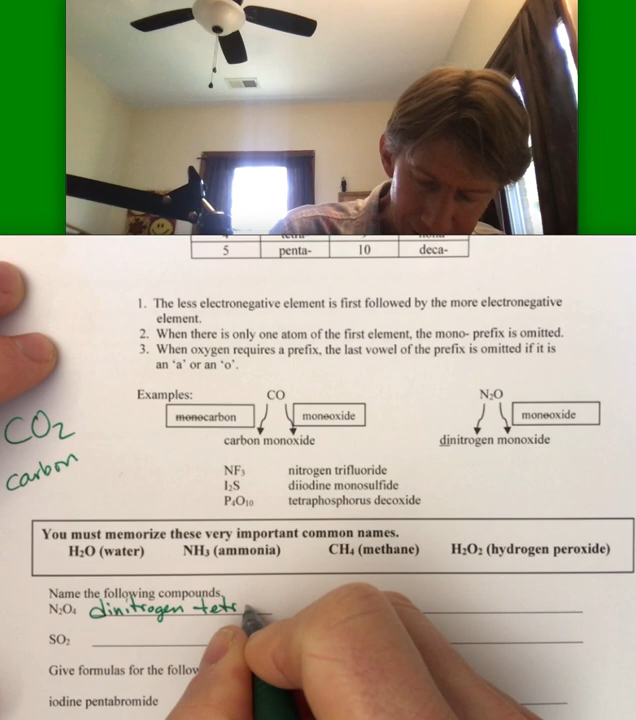 5 penta- 10 deca-
1. The less electronegative element is first followed by the more electronegative
element.
2. When there is only one atom of the first element, the mono- prefix is omitted.
3. When oxygen requires a prefix, the last vowel of the prefix is omitted if it is
an ‘a’ or an ‘o’.
Examples: CO N₂O
monocarbon monooxide monooxide
carbon monoxide dinitrogen monoxide
CO₂
carbon
NF₃ nitrogen trifluoride
I₂S diiodine monosulfide
P₄O₁₀ tetraphosphorus decoxide
You must memorize these very important common names.
H₂O (water) NH₃ (ammonia) CH₄ (methane) H₂O₂ (hydrogen peroxide)
Name the following compounds.
N₂O₄ dinitrogen tetr
SO₂
Give formulas for the
iodine pentabromide